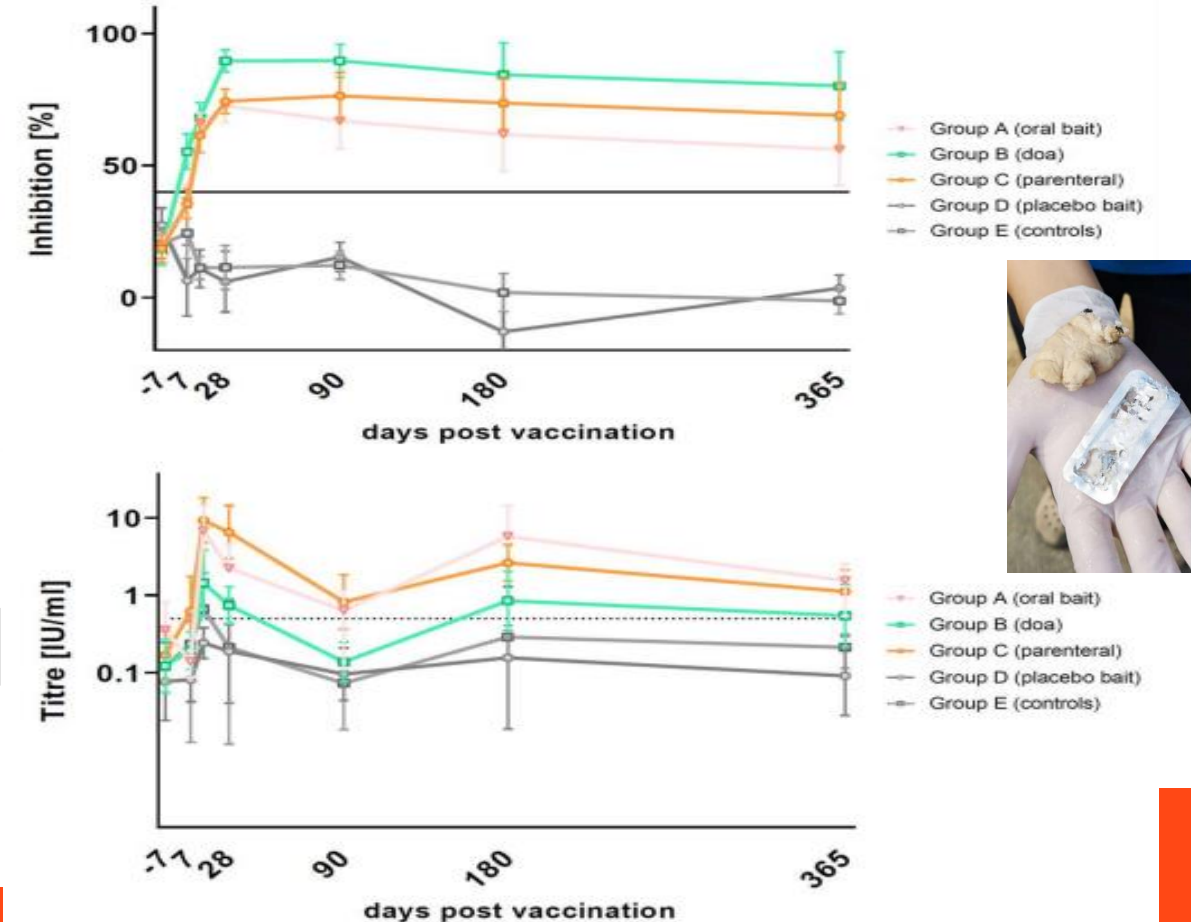 Inhibition [%]
100
50
0
-7
7
28
90
180
365
days post vaccination
Group A (oral bait)
Group B (doa)
Group C (parenteral)
Group D (placebo bait)
Group E (controls)
Titre [IU/ml]
10
1
0.1
-7
7
28
90
180
365
days post vaccination
Group A (oral bait)
Group B (doa)
Group C (parenteral)
Group D (placebo bait)
Group E (controls)